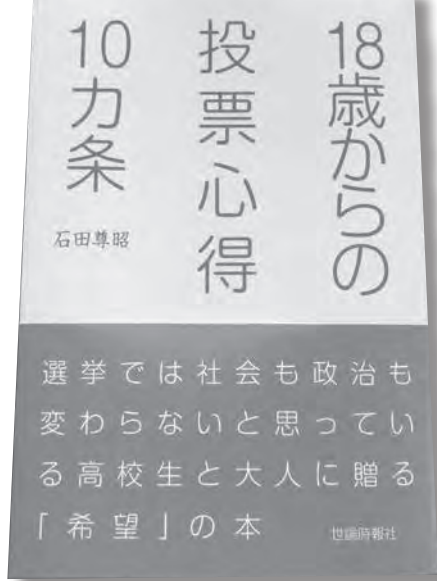 18歳からの
投票心得
10カ条
石田尊昭
選挙では社会も政治も
変わらないと思ってい
る高校生と大人に贈る
「希望」の本
世論時報社